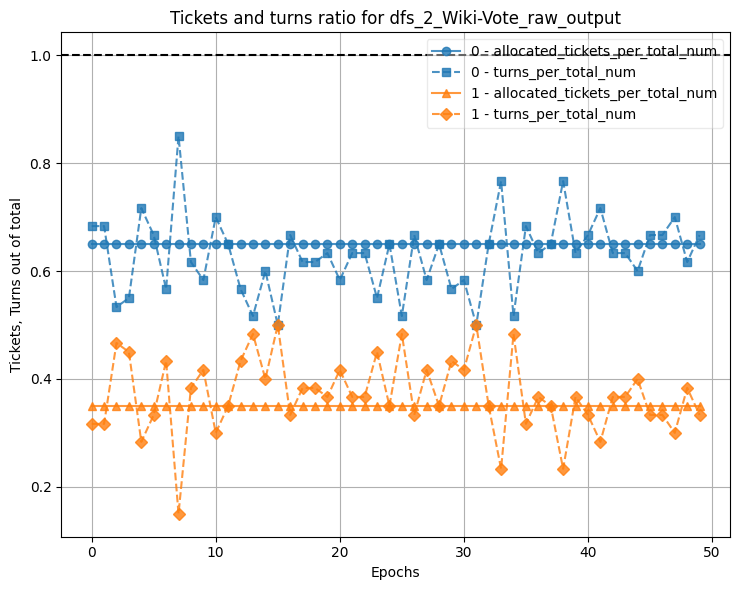 Tickets and turns ratio for dfs_2_Wiki-Vote_raw_output
0 - allocated_tickets_per_total_num
0 - turns_per_total_num
1 - allocated_tickets_per_total_num
1 - turns_per_total_num
Tickets, Turns out of total
1.0
0.8
0.6
0.4
0.2
0 10 20 30 40 50
Epochs